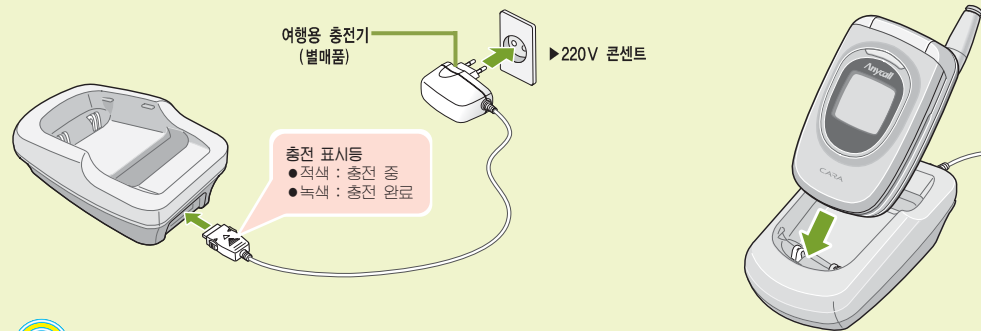 여행용 충전기
(별매품)
▶220V 콘센트
충전 표시등
●적색 : 충전 중
●녹색 : 충전 완료
Anycall
CARA